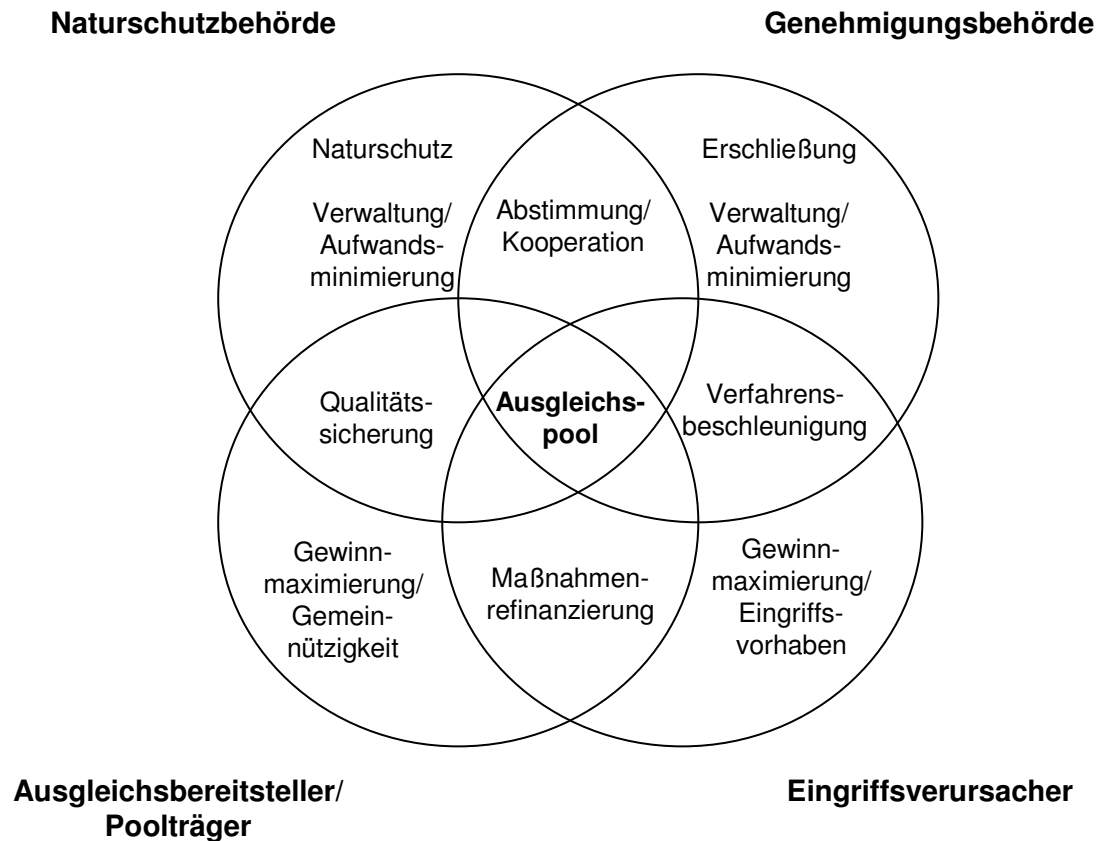 Naturschutzbehörde
Genehmigungsbehörde
Naturschutz
Verwaltung/
Aufwands-
minimierung
Abstimmung/
Kooperation
Erschließung
Verwaltung/
Aufwands-
minimierung
Qualitäts-
sicherung
Ausgleichs-
pool
Verfahrens-
beschleunigung
Gewinn-
maximierung/
Gemein-
nützigkeit
Maßnahmen-
refinanzierung
Gewinn-
maximierung/
Eingriffs-
vorhaben
Ausgleichsbereitsteller/
Poolträger
Eingriffsverursacher